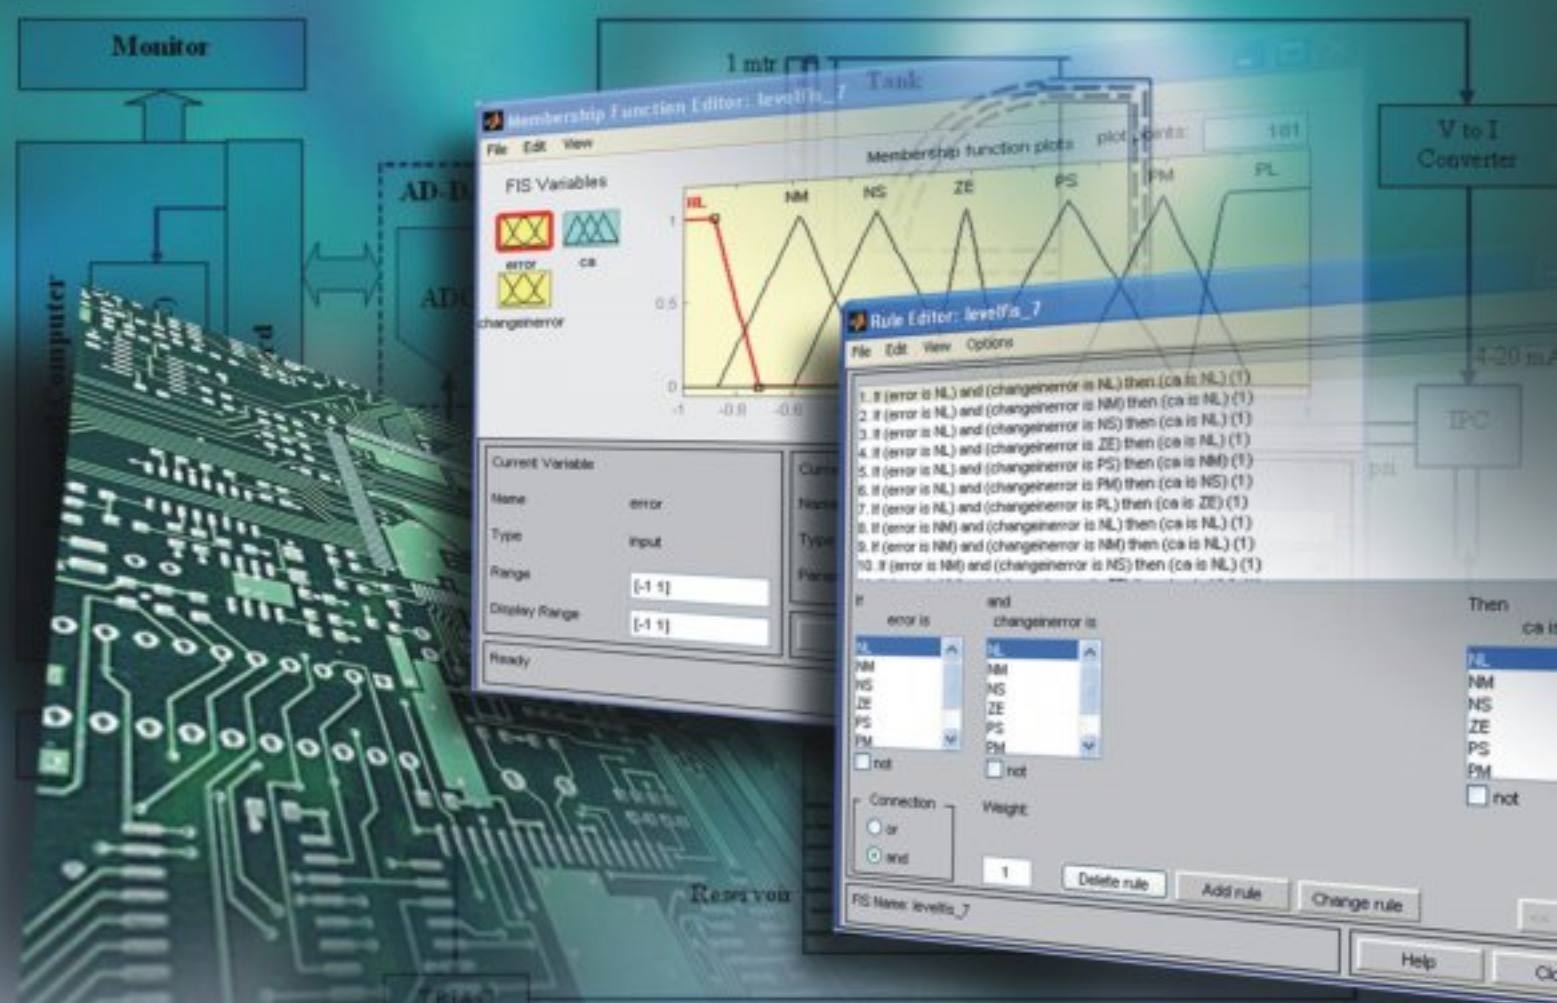 Monitor
1 mtr
Tank
V to I
Converter
AD-D
ADC
Computer
4-20 mA
IPC
psi
Reservoir
Membership Function Editor: levelfis_7
File Edit View
FIS Variables
error
ca
changeinerror
Membership function plots
plot points:
181
NL NM NS ZE PS PM PL
1
0.5
0
-1 -0.8 -0.6
Current Variable
Name error
Type input
Range [-1 1]
Display Range [-1 1]
Ready
Rule Editor: levelfis_7
File Edit View Options
1. If (error is NL) and (changeinerror is NL) then (ca is NL) (1)
2. If (error is NL) and (changeinerror is NM) then (ca is NL) (1)
3. If (error is NL) and (changeinerror is NS) then (ca is NL) (1)
4. If (error is NL) and (changeinerror is ZE) then (ca is NL) (1)
5. If (error is NL) and (changeinerror is PS) then (ca is NM) (1)
6. If (error is NL) and (changeinerror is PM) then (ca is NS) (1)
7. If (error is NL) and (changeinerror is PL) then (ca is ZE) (1)
8. If (error is NM) and (changeinerror is NL) then (ca is NL) (1)
9. If (error is NM) and (changeinerror is NM) then (ca is NL) (1)
10. If (error is NM) and (changeinerror is NS) then (ca is NL) (1)
If
error is
NL
NM
NS
ZE
PS
PM
not
and
changeinerror is
NL
NM
NS
ZE
PS
PM
not
Then
ca is
NL
NM
NS
ZE
PS
PM
not
Connection
or
and
Weight:
1
Delete rule
Add rule
Change rule
<<
FIS Name: levelfis_7
Help
Clo